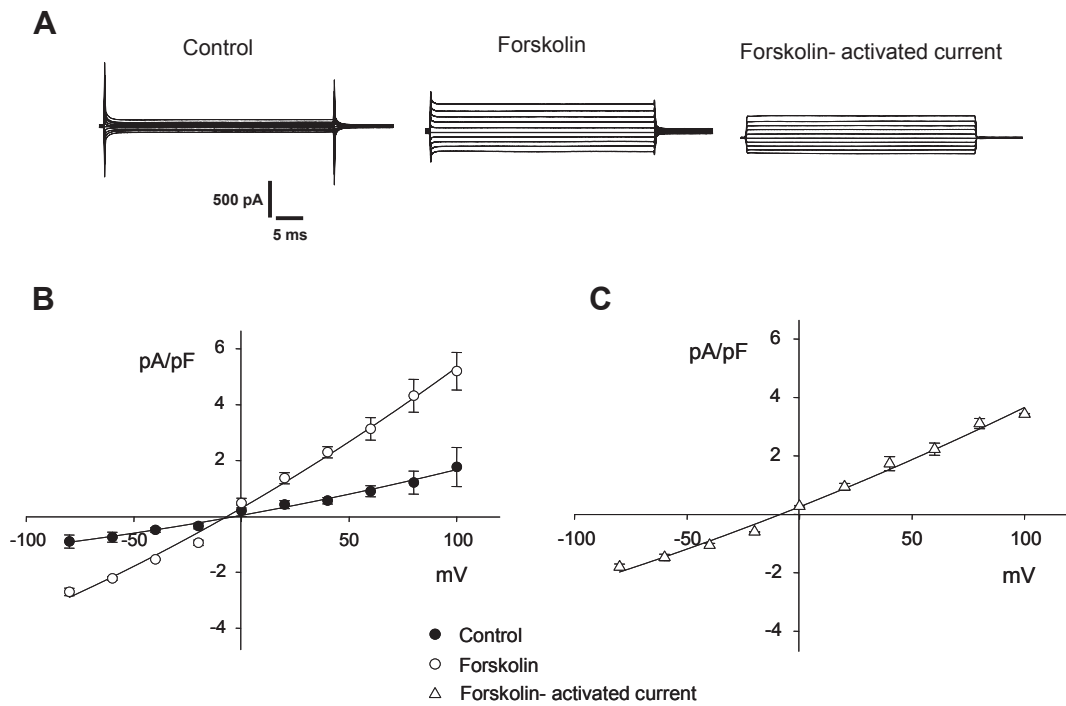 A
Control
Forskolin
Forskolin- activated current
500 pA
5 ms
B
pA/pF
6
4
2
-100
-50
50
100
-2
mV
-4
C
pA/pF
6
4
2
-100
-50
50
100
-2
mV
-4
Control
Forskolin
Forskolin- activated current